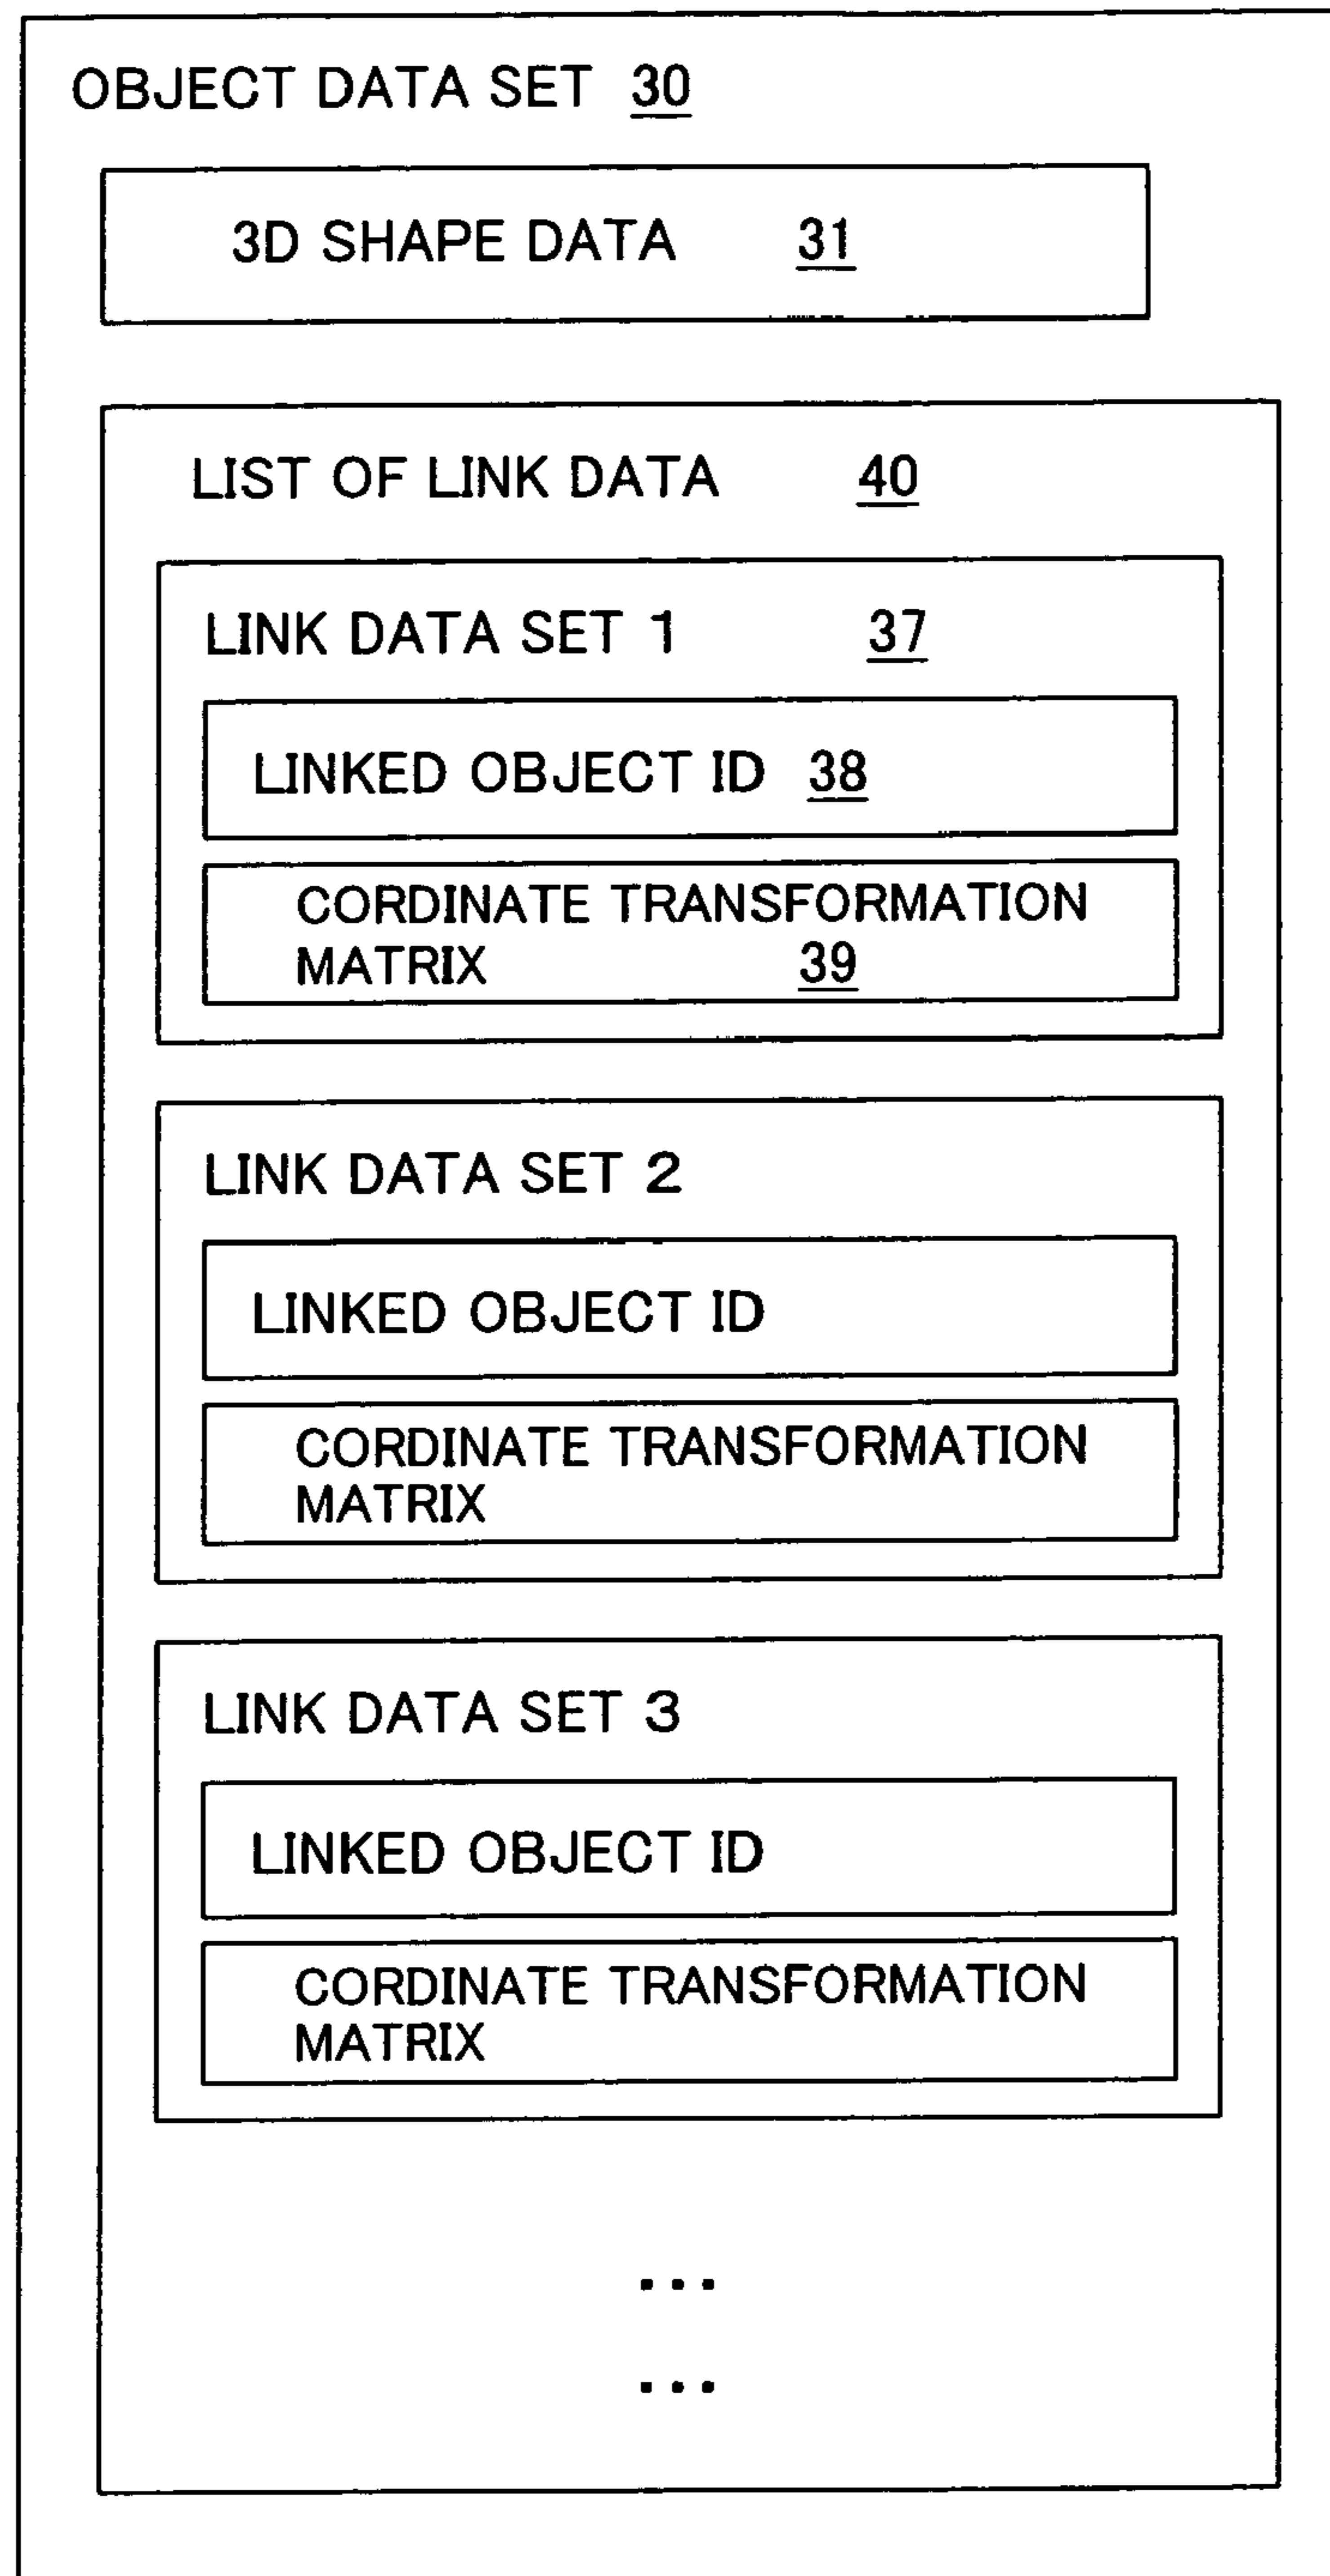 OBJECT DATA SET 30
3D SHAPE DATA 31
LIST OF LINK DATA 40
LINK DATA SET 1 37
LINKED OBJECT ID 38
CORDINATE TRANSFORMATION
MATRIX 39
LINK DATA SET 2
LINKED OBJECT ID
CORDINATE TRANSFORMATION
MATRIX
LINK DATA SET 3
LINKED OBJECT ID
CORDINATE TRANSFORMATION
MATRIX
...
...